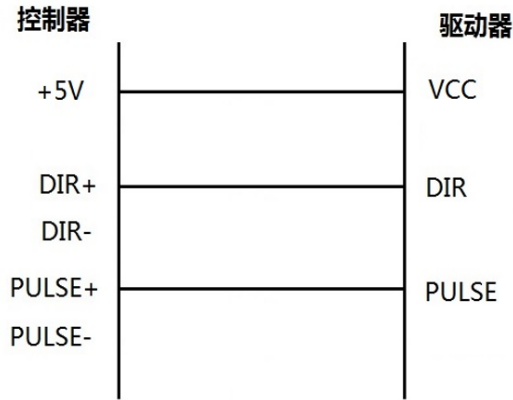 控制器
驱动器
+5V
VCC
DIR+
DIR
DIR-
PULSE+
PULSE
PULSE-